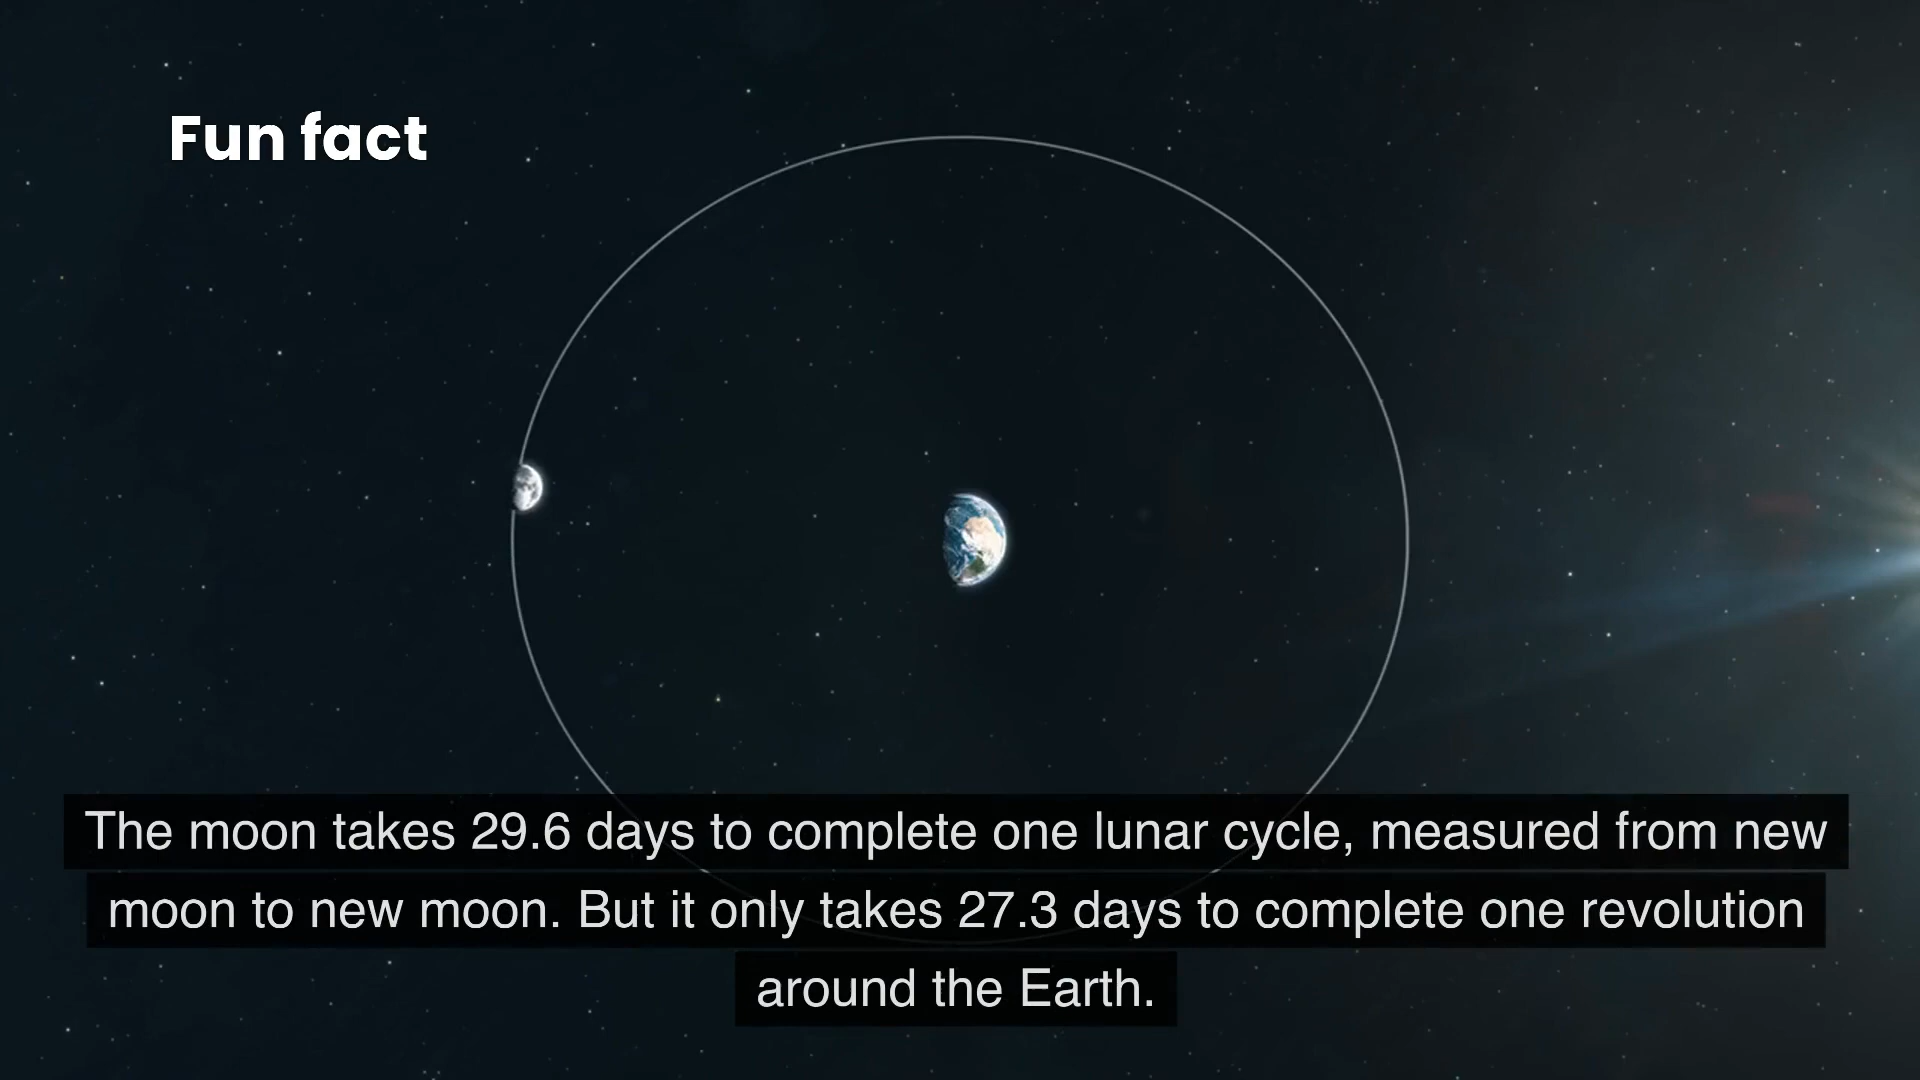 Fun fact
The moon takes 29.6 days to complete one lunar cycle, measured from new
moon to new moon. But it only takes 27.3 days to complete one revolution
around the Earth.